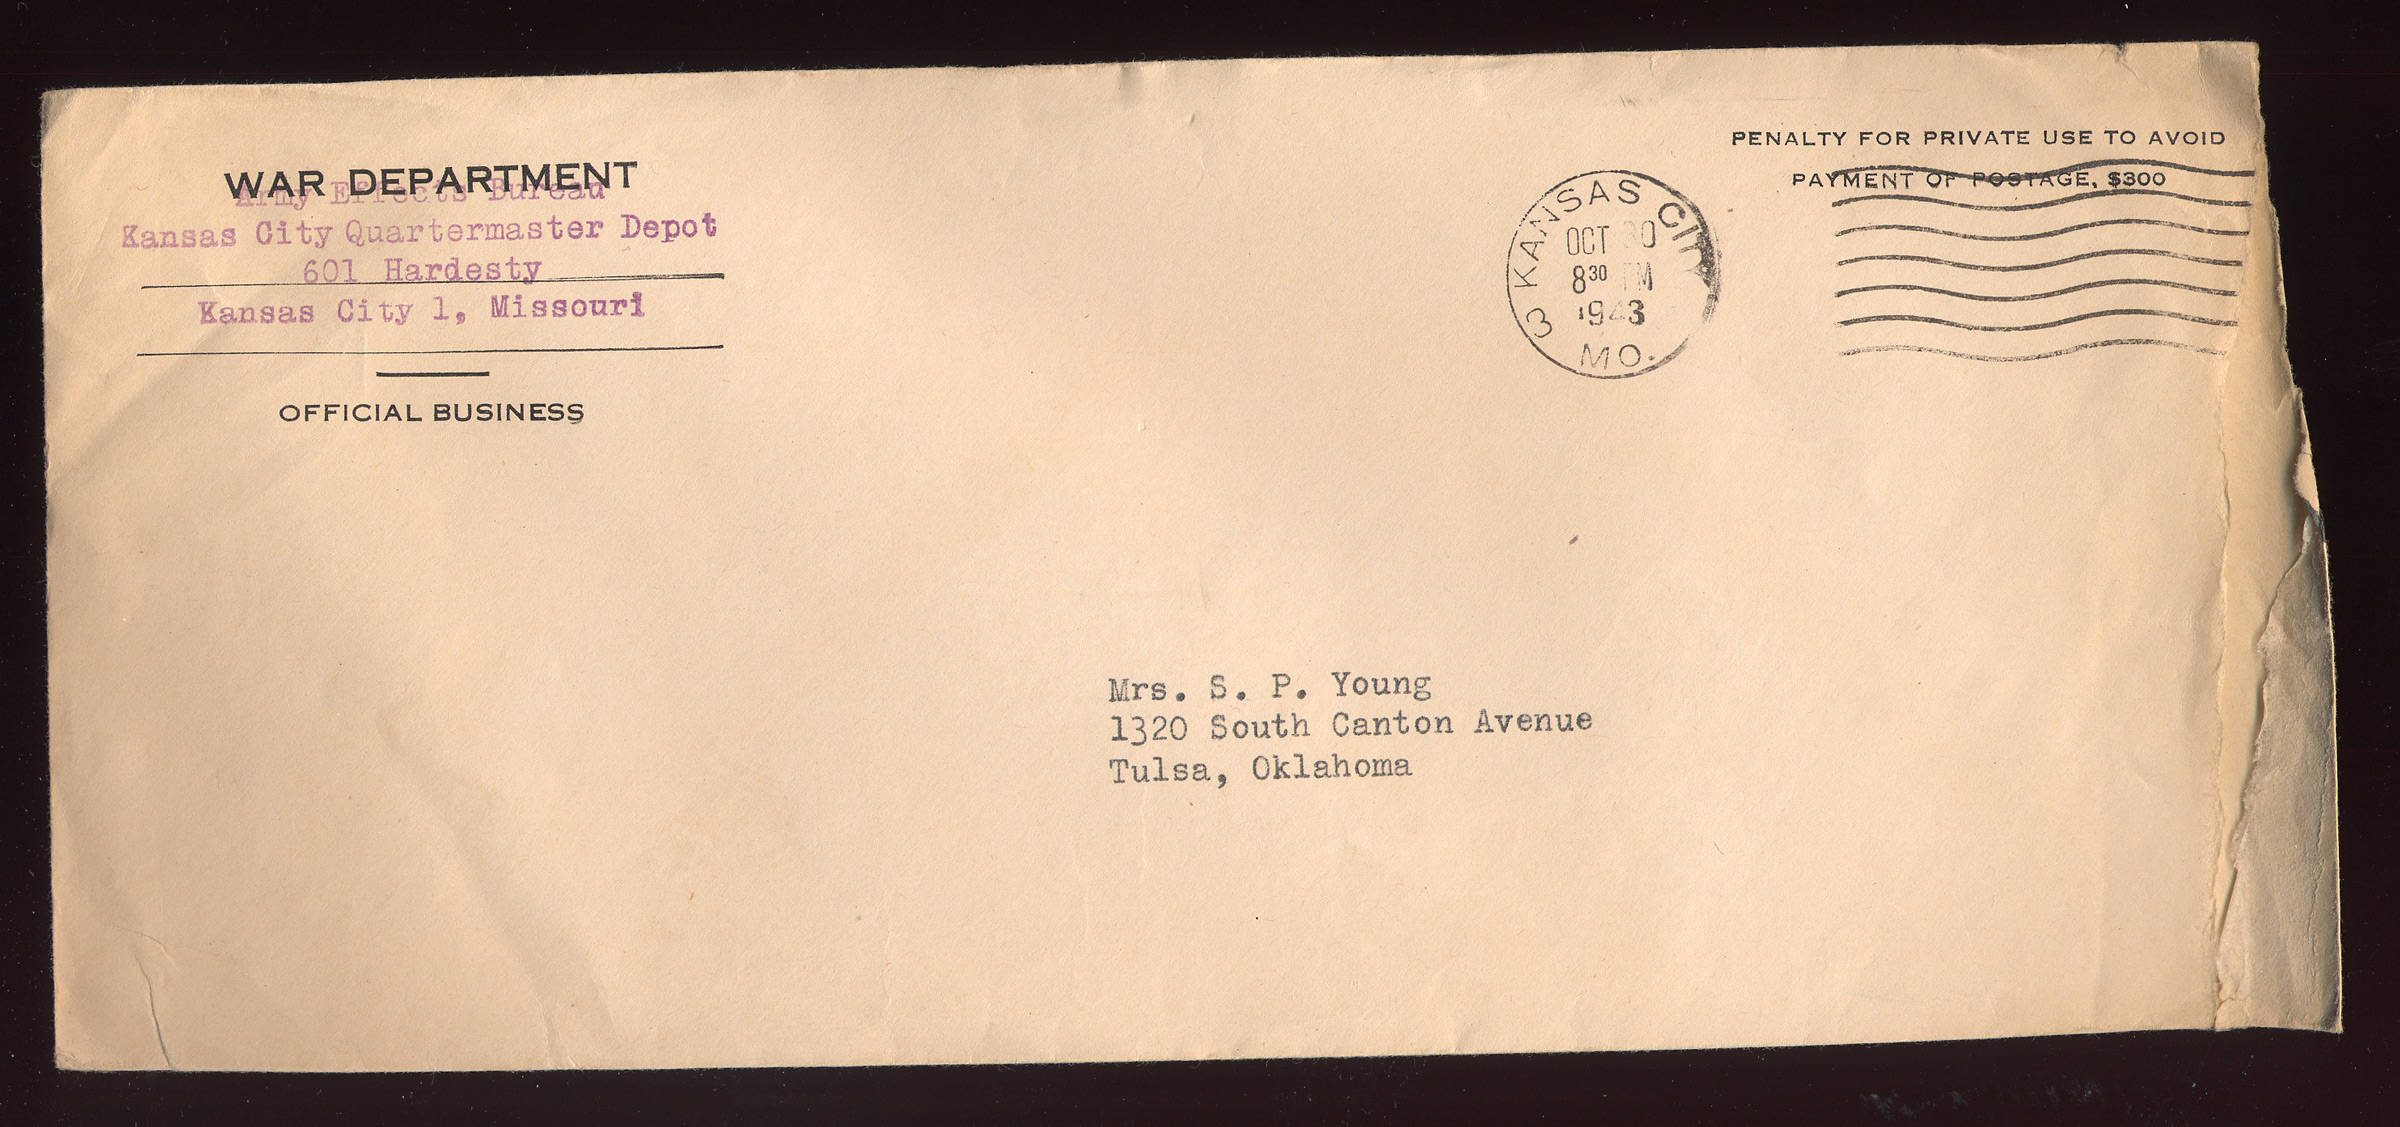 WAR DEPARTMENT
Army Effects Bureau
Kansas City Quartermaster Depot
601 Hardesty
Kansas City 1, Missouri
OFFICIAL BUSINESS
PENALTY FOR PRIVATE USE TO AVOID
PAYMENT OF POSTAGE, $300
3 KANSAS CITY
OCT 30
8 30 PM
1943
MO.
Mrs. S. P. Young
1320 South Canton Avenue
Tulsa, Oklahoma